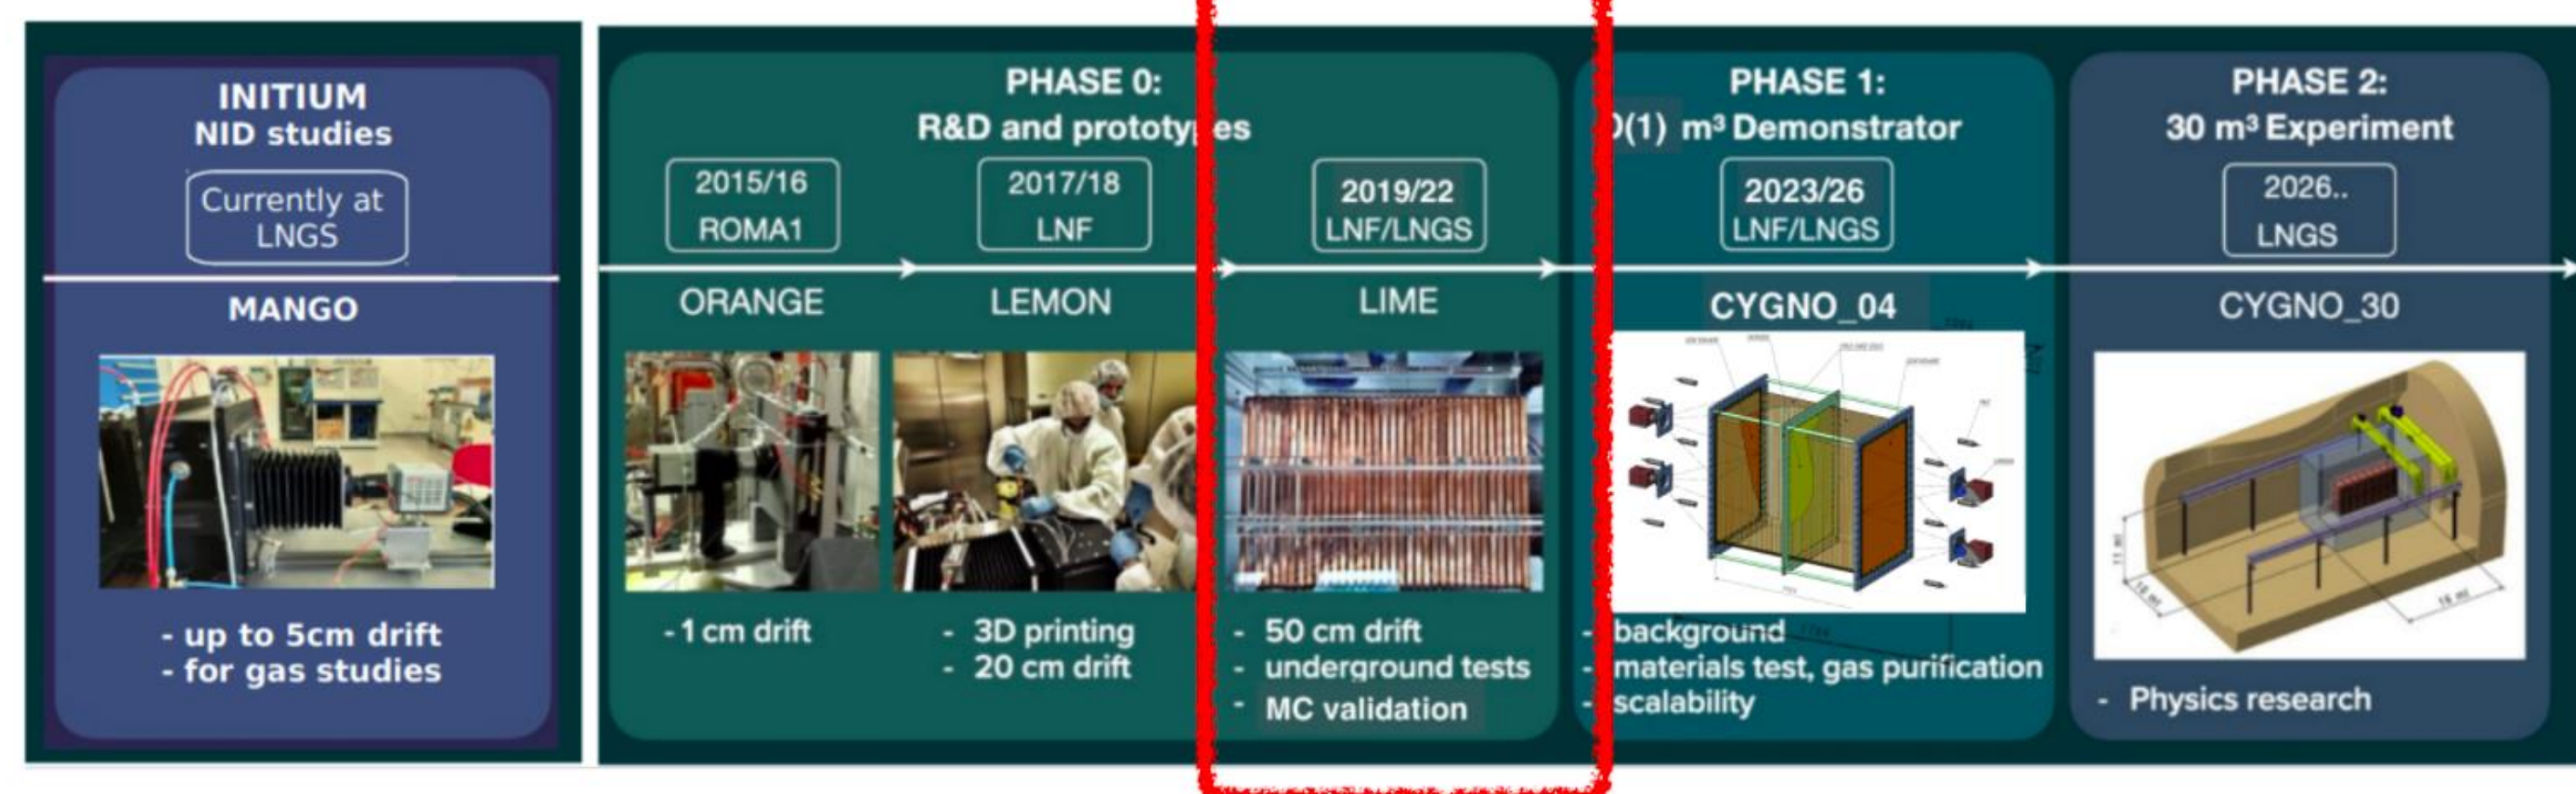 INITIUM
NID studies
Currently at
LNGS
MANGO
- up to 5cm drift
- for gas studies
PHASE 0:
R&D and prototypes
2015/16
ROMA1
ORANGE
- 1 cm drift
2017/18
LNF
LEMON
- 3D printing
- 20 cm drift
2019/22
LNF/LNGS
LIME
- 50 cm drift
- underground tests
- MC validation
PHASE 1:
(1) m³ Demonstrator
2023/26
LNF/LNGS
CYGNO_04
- background
- materials test, gas purification
- scalability
PHASE 2:
30 m³ Experiment
2026..
LNGS
CYGNO_30
- Physics research